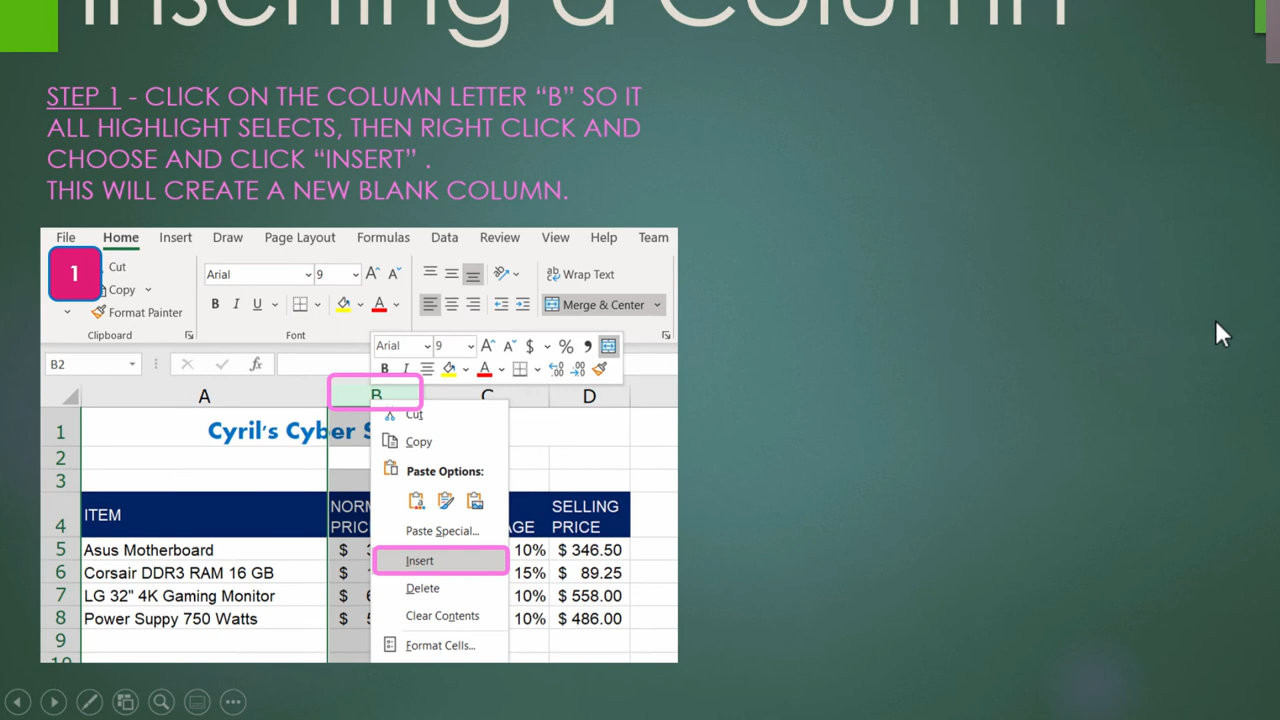 Inserting a Column
STEP 1 - CLICK ON THE COLUMN LETTER “B” SO IT
ALL HIGHLIGHT SELECTS, THEN RIGHT CLICK AND
CHOOSE AND CLICK “INSERT” .
THIS WILL CREATE A NEW BLANK COLUMN.
File Home Insert Draw Page Layout Formulas Data Review View Help Team
1
Cut
Copy
Format Painter
Clipboard
Arial 9
B I U
Font
ab Wrap Text
Merge & Center
Arial 9 $ % ,
B I A
B2 fx
A B C D
1 Cyril's Cyber
2
3
4 ITEM SELLING PRICE
5 Asus Motherboard $ 10% $ 346.50
6 Corsair DDR3 RAM 16 GB $ 15% $ 89.25
7 LG 32" 4K Gaming Monitor $ 10% $ 558.00
8 Power Suppy 750 Watts $ 10% $ 486.00
9
Cut
Copy
Paste Options:
Paste Special...
Insert
Delete
Clear Contents
Format Cells...